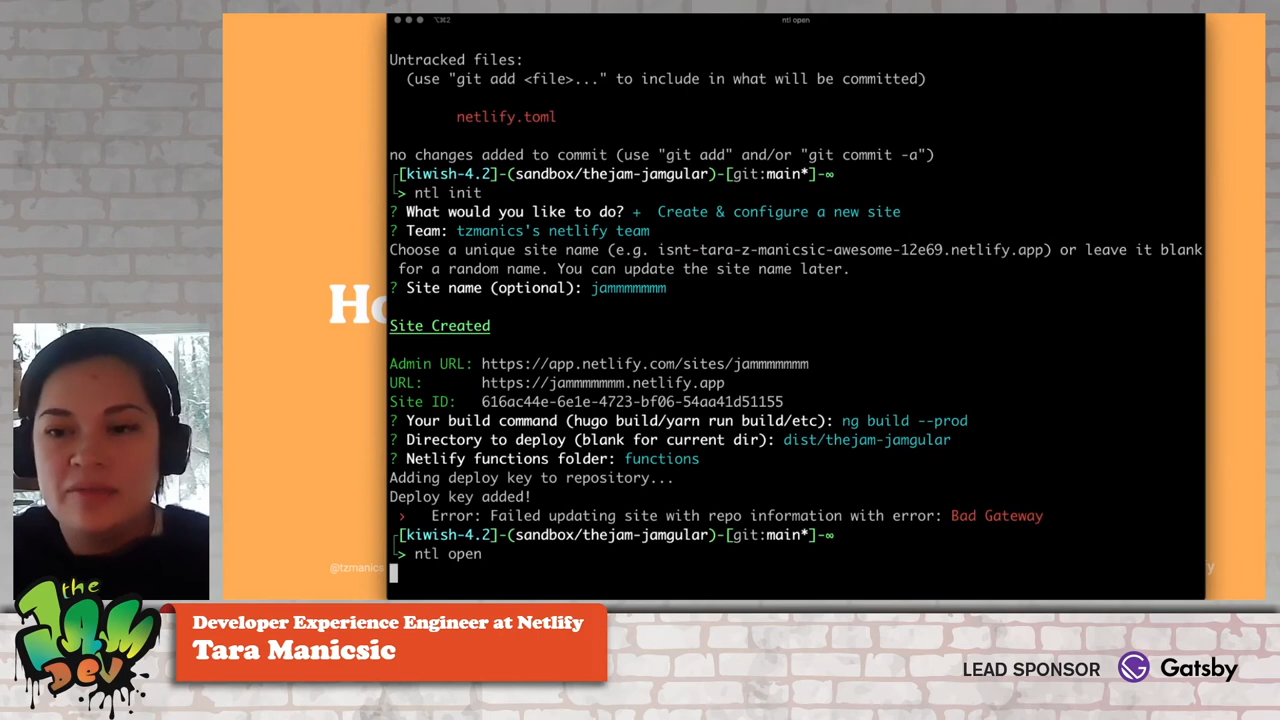 ⌥⌘2
ntl open
Untracked files:
(use "git add <file>..." to include in what will be committed)
netlify.toml
no changes added to commit (use "git add" and/or "git commit -a")
┌[kiwish-4.2]-(sandbox/thejam-jamgular)-[git:main*]-∞
└> ntl init
? What would you like to do? + Create & configure a new site
? Team: tzmanics's netlify team
Choose a unique site name (e.g. isnt-tara-z-manicsic-awesome-12e69.netlify.app) or leave it blank
for a random name. You can update the site name later.
? Site name (optional): jammmmmmm
Site Created
Admin URL: https://app.netlify.com/sites/jammmmmmm
URL: https://jammmmmmm.netlify.app
Site ID: 616ac44e-6e1e-4723-bf06-54aa41d51155
? Your build command (hugo build/yarn run build/etc): ng build --prod
? Directory to deploy (blank for current dir): dist/thejam-jamgular
? Netlify functions folder: functions
Adding deploy key to repository...
Deploy key added!
› Error: Failed updating site with repo information with error: Bad Gateway
┌[kiwish-4.2]-(sandbox/thejam-jamgular)-[git:main*]-∞
└> ntl open
Ho
@tzmanics
y
the
JAM
DEV
Developer Experience Engineer at Netlify
Tara Manicsic
LEAD SPONSOR Gatsby